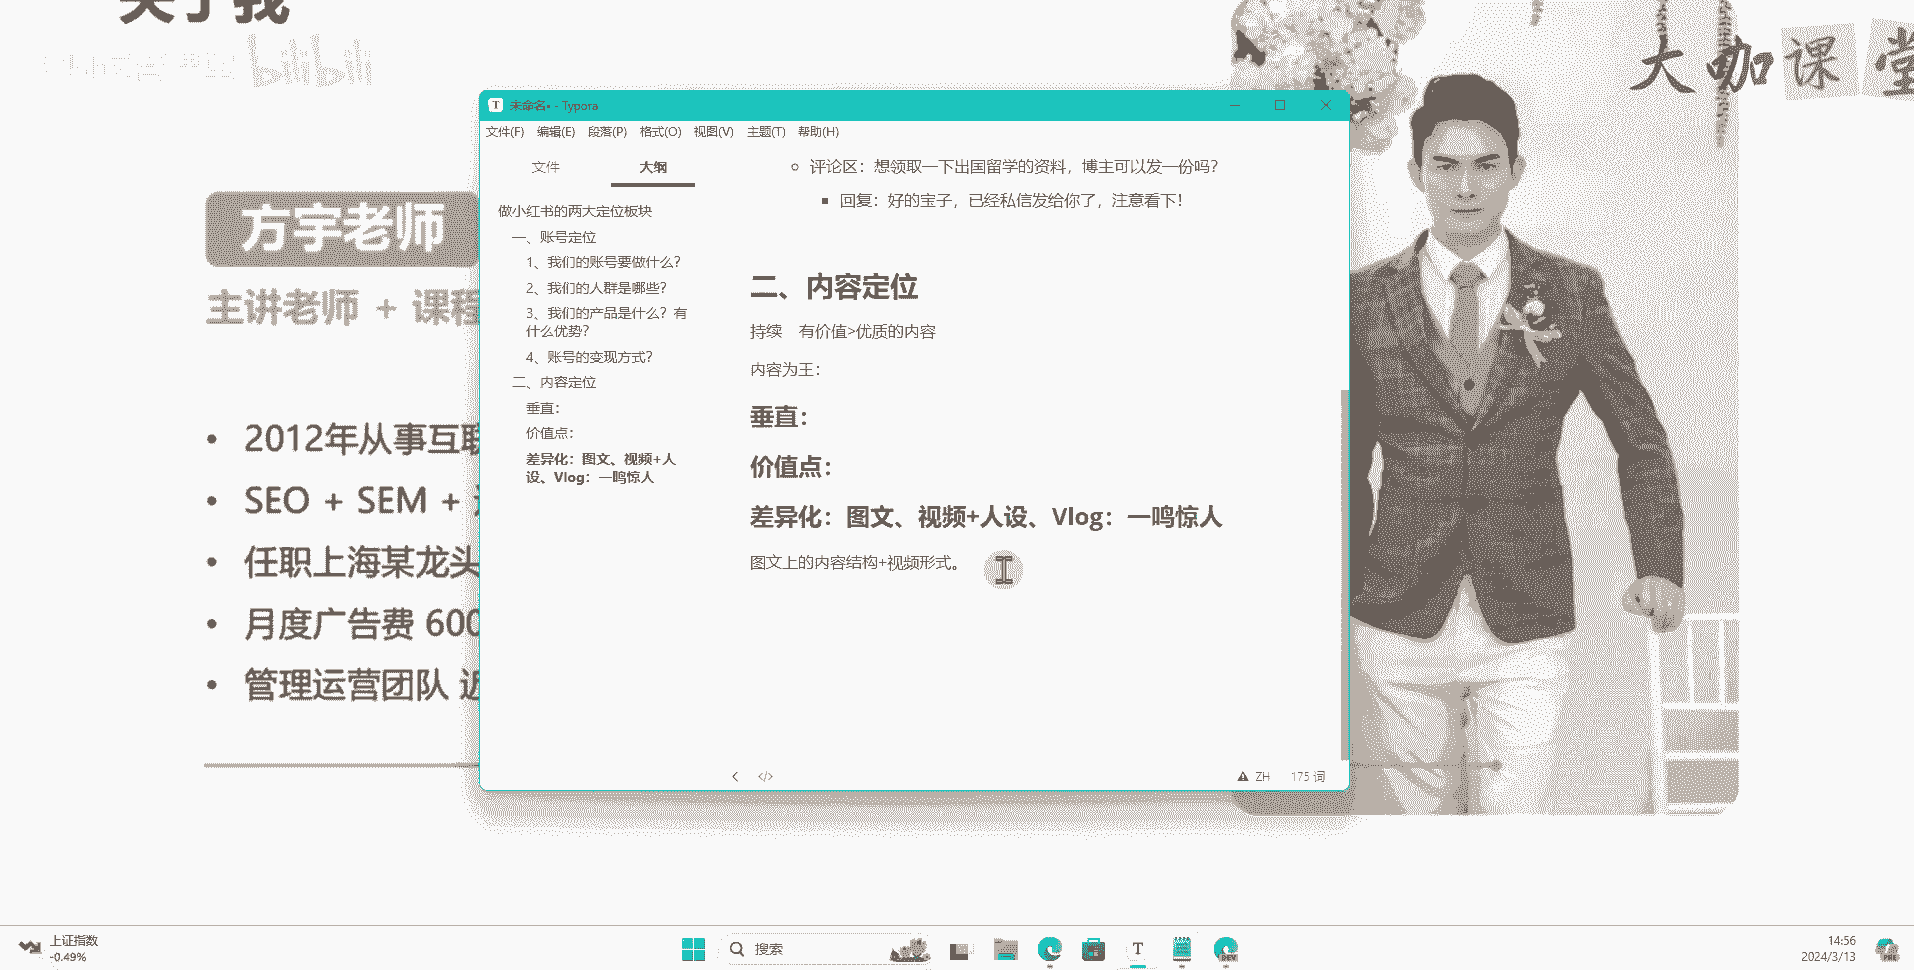 关于我
bilibili
大咖课堂
方宇老师
主讲老师 + 课程
2012年从事互联
SEO + SEM +
任职上海某龙头
月度广告费 600
管理运营团队 近
未命名• - Typora
文件(F) 编辑(E) 段落(P) 格式(O) 视图(V) 主题(T) 帮助(H)
文件 大纲
做小红书的两大定位板块
一、账号定位
1、我们的账号要做什么？
2、我们的人群是哪些？
3、我们的产品是什么？有
什么优势？
4、账号的变现方式？
二、内容定位
垂直：
价值点：
差异化：图文、视频+人
设、Vlog：一鸣惊人
评论区：想领取一下出国留学的资料，博主可以发一份吗？
回复：好的宝子，已经私信发给你了，注意看下！
二、内容定位
持续 有价值>优质的内容
内容为王：
垂直：
价值点：
差异化：图文、视频+人设、Vlog：一鸣惊人
图文上的内容结构+视频形式。
ZH 175 词
上证指数
-0.49%
搜索
T
DEV
14:56
2024/3/13
PRE